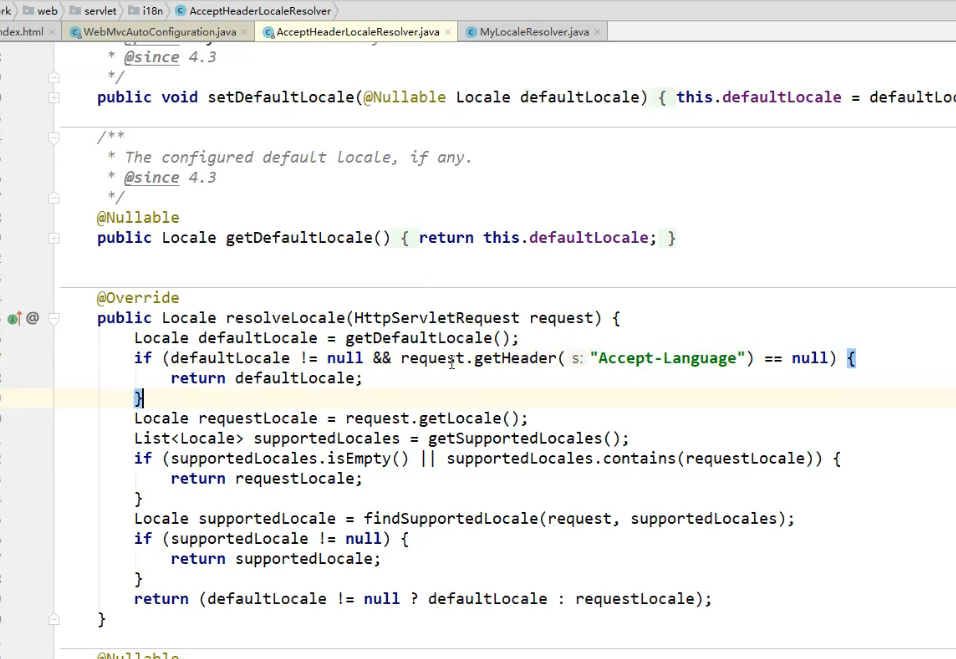 rk web servlet i18n AcceptHeaderLocaleResolver
ndex.html WebMvcAutoConfiguration.java AcceptHeaderLocaleResolver.java MyLocaleResolver.java
* @since 4.3
*/
public void setDefaultLocale(@Nullable Locale defaultLocale) { this.defaultLocale = defaultLoc
/**
* The configured default locale, if any.
* @since 4.3
*/
@Nullable
public Locale getDefaultLocale() { return this.defaultLocale; }
@Override
public Locale resolveLocale(HttpServletRequest request) {
Locale defaultLocale = getDefaultLocale();
if (defaultLocale != null && request.getHeader( s: "Accept-Language") == null) {
return defaultLocale;
}
Locale requestLocale = request.getLocale();
List<Locale> supportedLocales = getSupportedLocales();
if (supportedLocales.isEmpty() || supportedLocales.contains(requestLocale)) {
return requestLocale;
}
Locale supportedLocale = findSupportedLocale(request, supportedLocales);
if (supportedLocale != null) {
return supportedLocale;
}
return (defaultLocale != null ? defaultLocale : requestLocale);
}
@Nullable